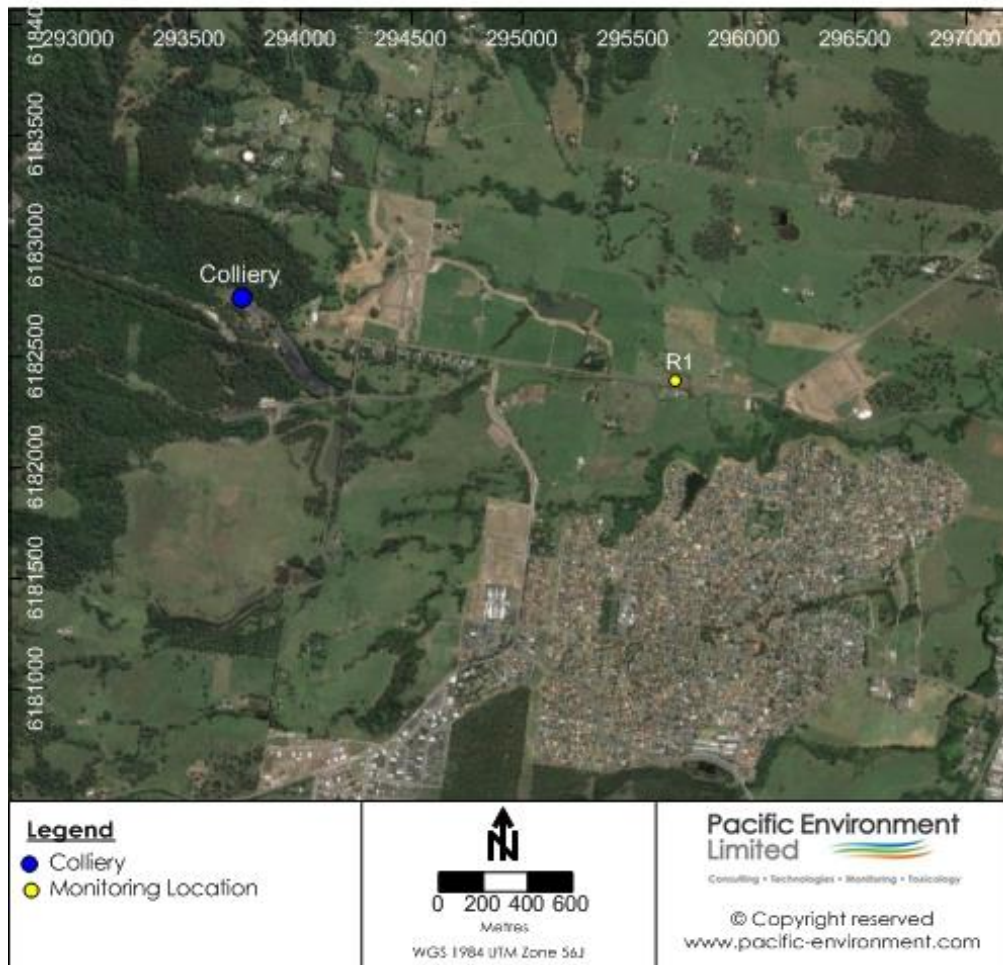 293000 293500 294000 294500 295000 295500 296000 296500 297000
6183500
6183000
6182500
6182000
6181500
6181000
Colliery
R1
Legend
Colliery
Monitoring Location
N
0 200 400 600
Metres
WGS 1984 UTM Zone 56J
Pacific Environment
Limited
Consulting • Technologies • Monitoring • Toxicology
© Copyright reserved
www.pacific-environment.com